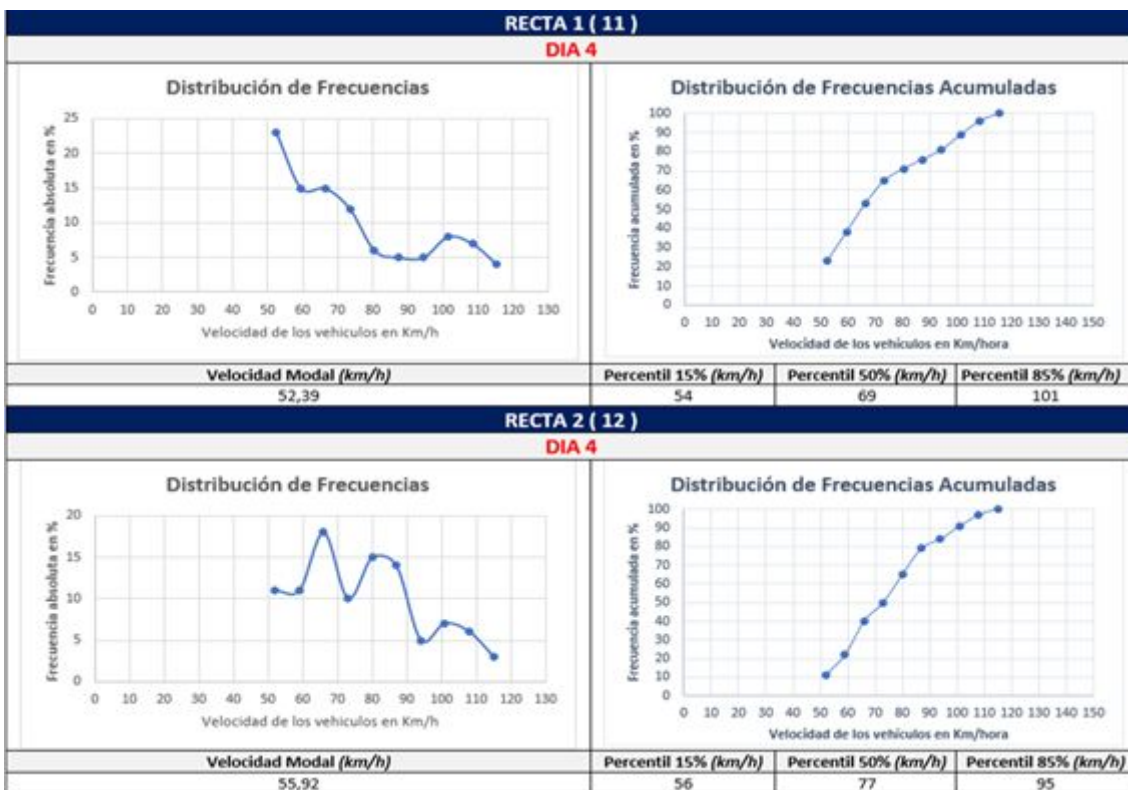 RECTA 1 ( 11 )
DIA 4
Distribución de Frecuencias
Frecuencia absoluta en %
25
20
15
10
5
0
0 10 20 30 40 50 60 70 80 90 100 110 120 130
Velocidad de los vehiculos en Km/h
Distribución de Frecuencias Acumuladas
Frecuencia acumulada en %
100
90
80
70
60
50
40
30
20
10
0
0 10 20 30 40 50 60 70 80 90 100 110 120 130 140 150
Velocidad de los vehículos en Km/hora
Velocidad Modal (km/h)
Percentil 15% (km/h) Percentil 50% (km/h) Percentil 85% (km/h)
52,39
54 69 101
RECTA 2 ( 12 )
DIA 4
Distribución de Frecuencias
Frecuencia absoluta en %
20
15
10
5
0
0 10 20 30 40 50 60 70 80 90 100 110 120 130
Velocidad de los vehiculos en Km/h
Distribución de Frecuencias Acumuladas
Frecuencia acumulada en %
100
90
80
70
60
50
40
30
20
10
0
0 10 20 30 40 50 60 70 80 90 100 110 120 130 140 150
Velocidad de los vehículos en Km/hora
Velocidad Modal (km/h)
Percentil 15% (km/h) Percentil 50% (km/h) Percentil 85% (km/h)
55,92
56 77 95